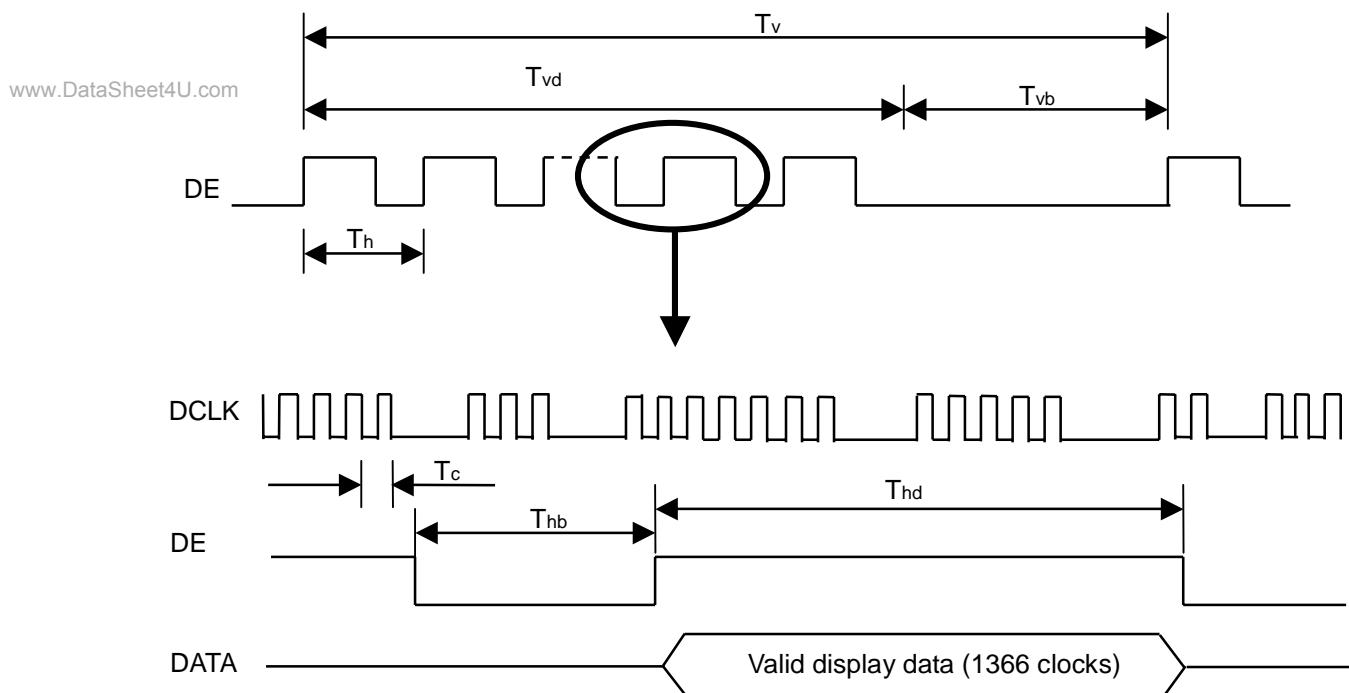 Tv
www.DataSheet4U.com
Tvd
Tvb
DE
Th
DCLK
Tc
Thd
Thb
DE
DATA
Valid display data (1366 clocks)